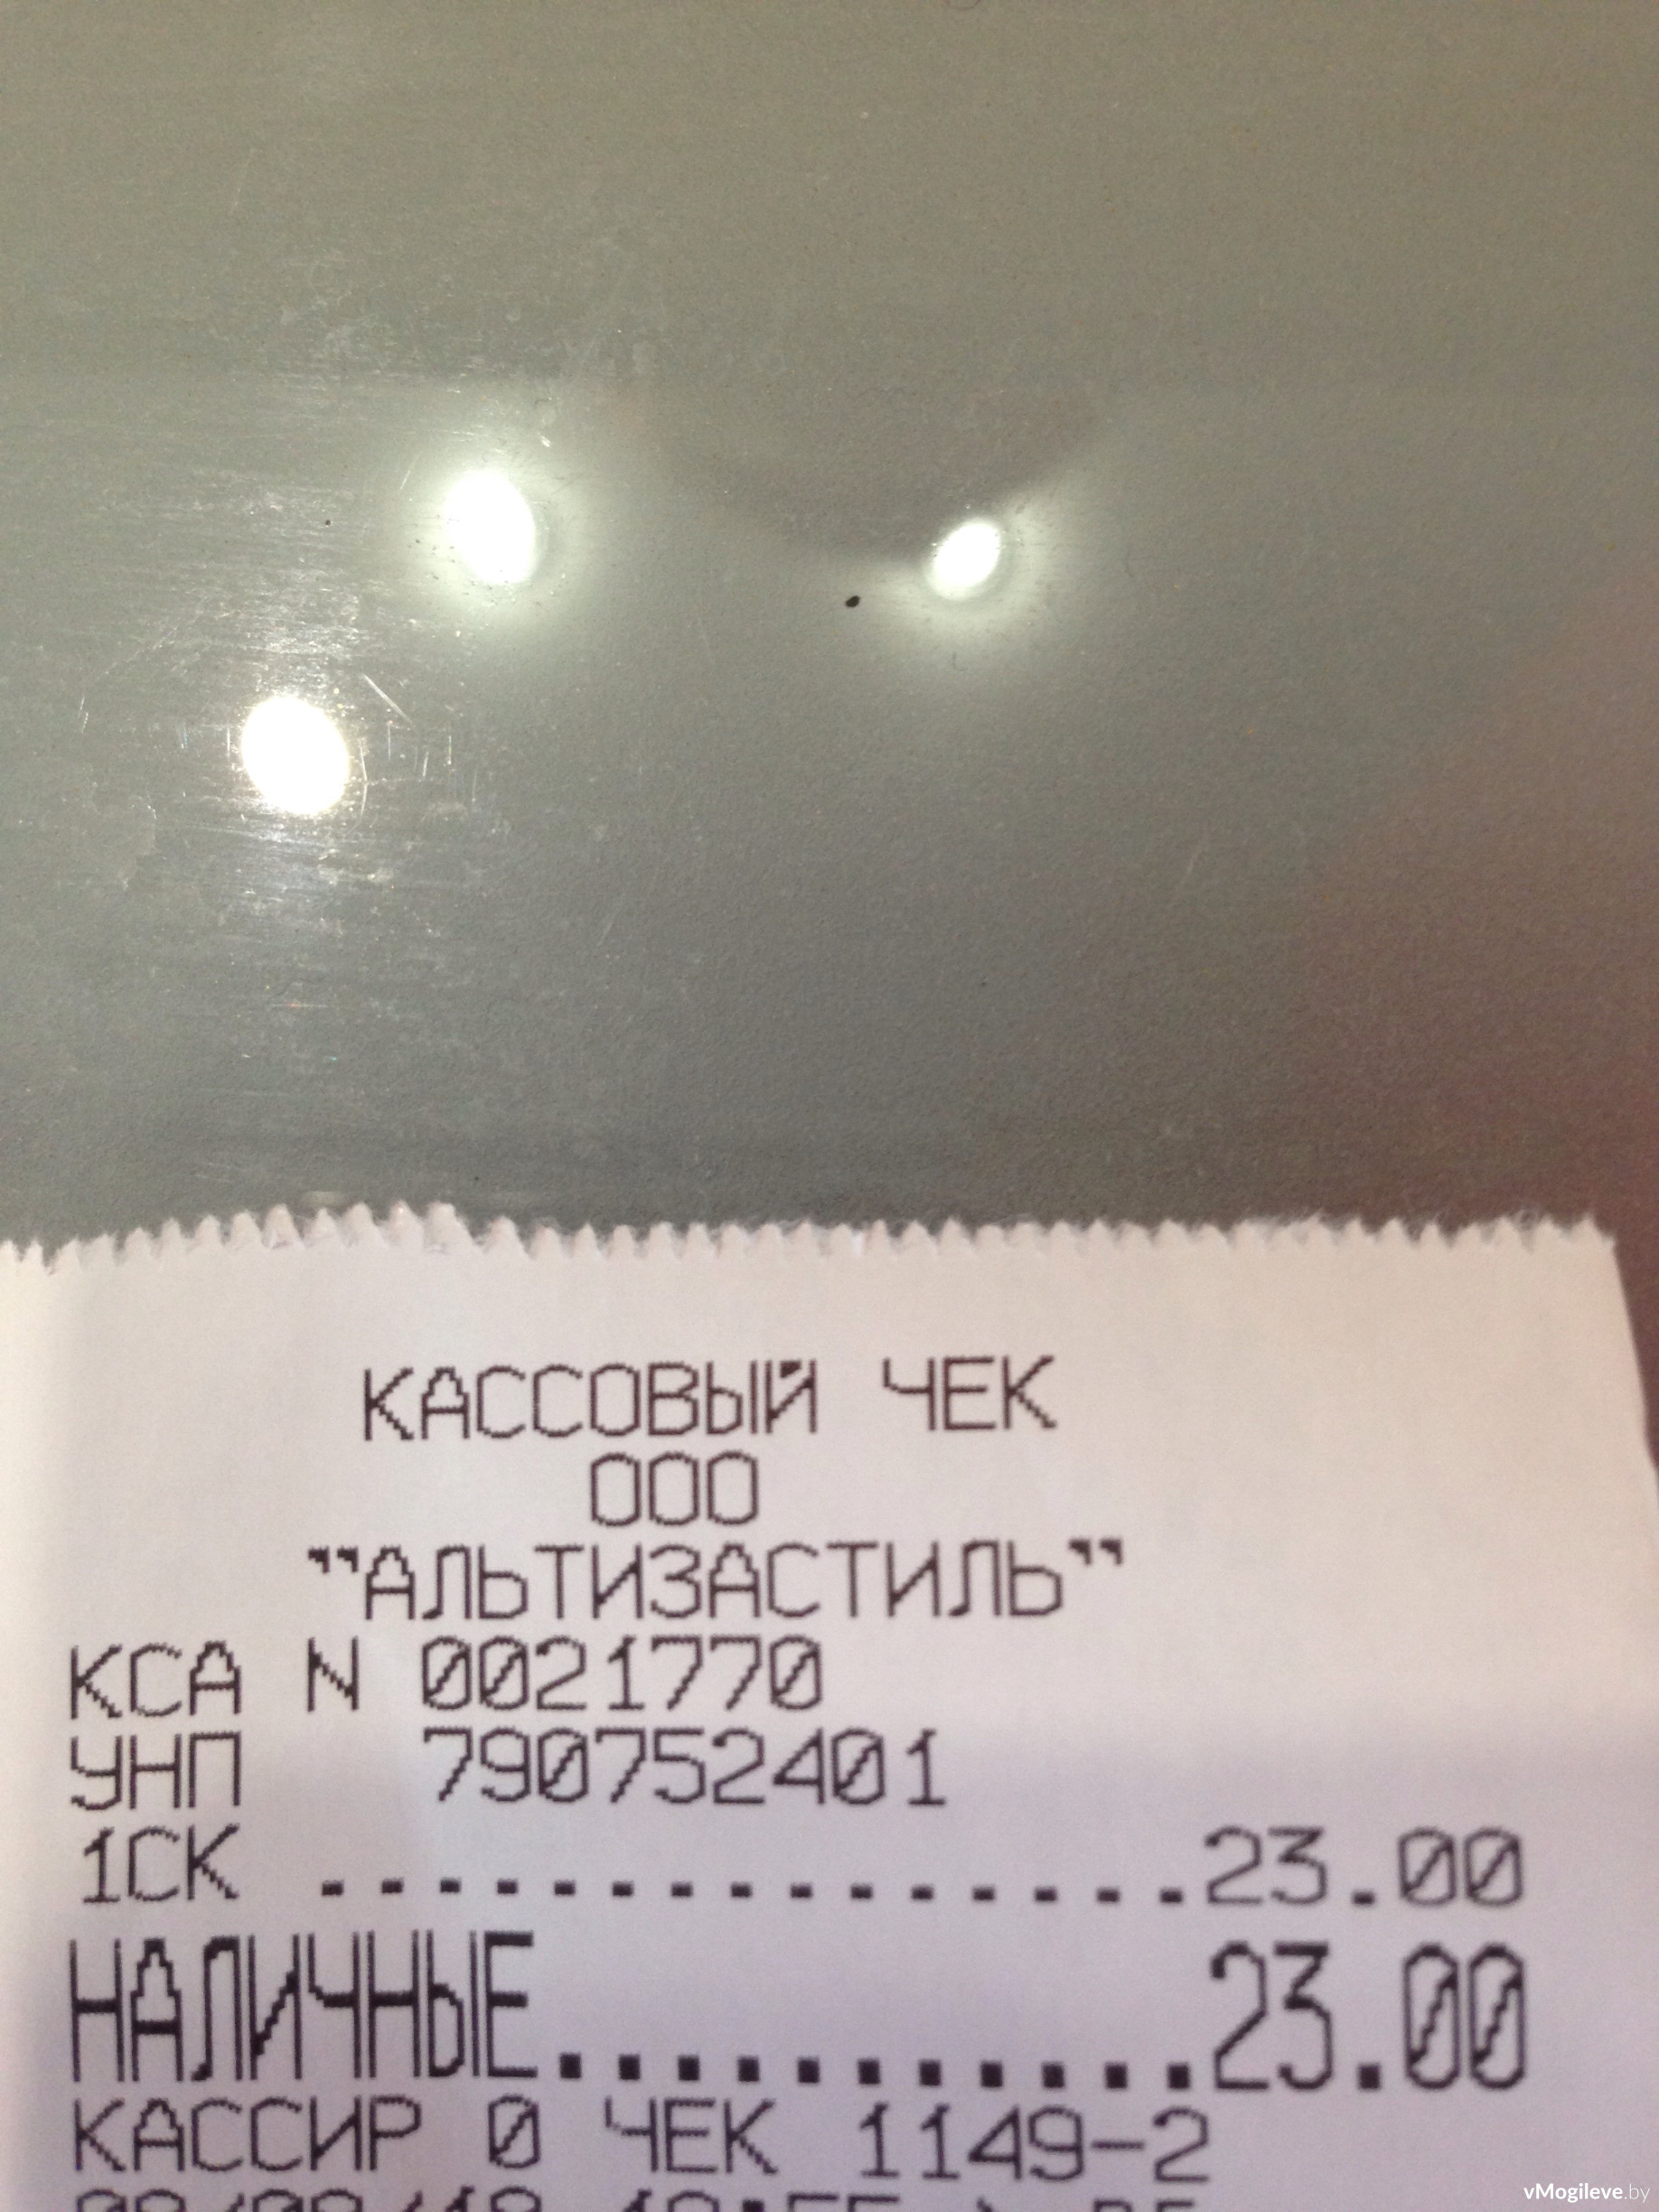 КАССОВЫЙ ЧЕК
ООО
"АЛЬТИЗАСТИЛЬ"
КСА N 0021770
УНП 790752401
1СК ...............23.00
НАЛИЧНЫЕ...........23.00
КАССИР 0 ЧЕК 1149-2
vMogileve.by